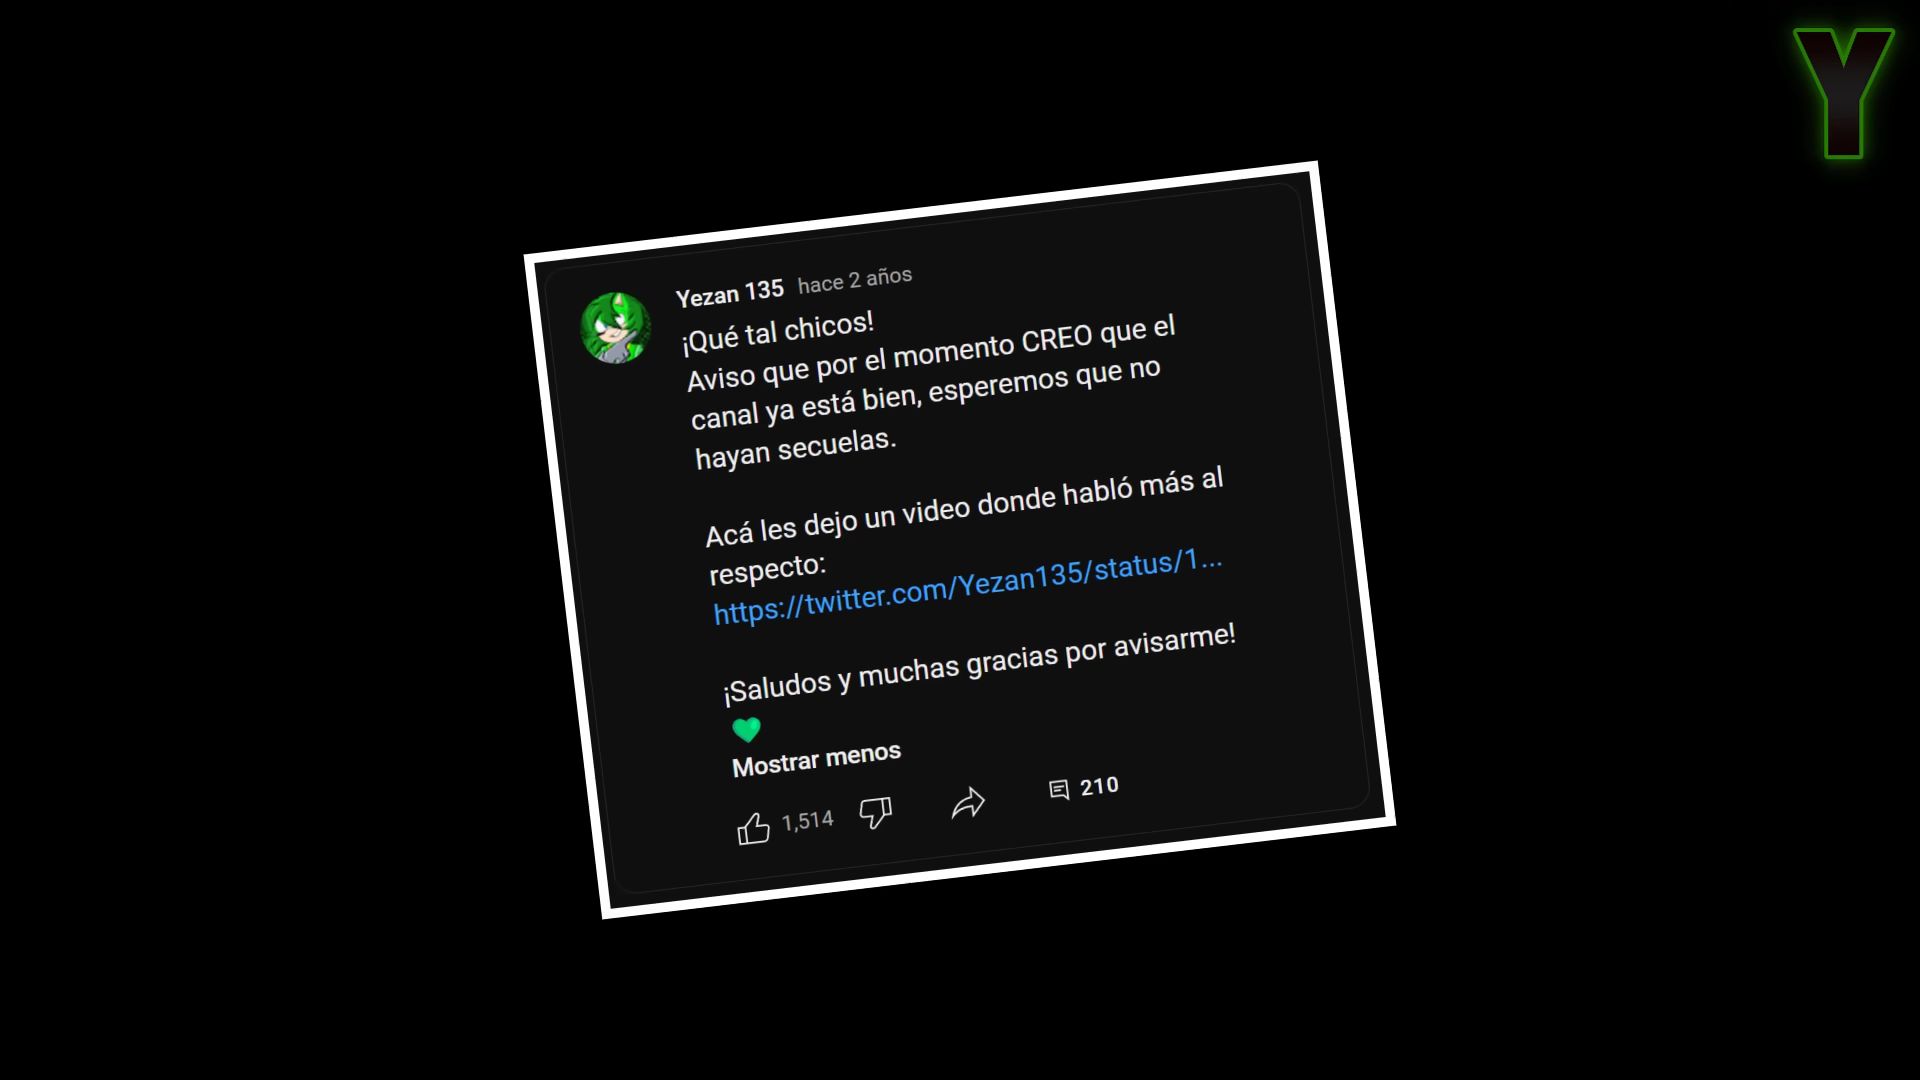 Y
Yezan 135 hace 2 años
¡Qué tal chicos!
Aviso que por el momento CREO que el
canal ya está bien, esperemos que no
hayan secuelas.
Acá les dejo un video donde habló más al
respecto:
https://twitter.com/Yezan135/status/1...
¡Saludos y muchas gracias por avisarme!
💚
Mostrar menos
1,514 210